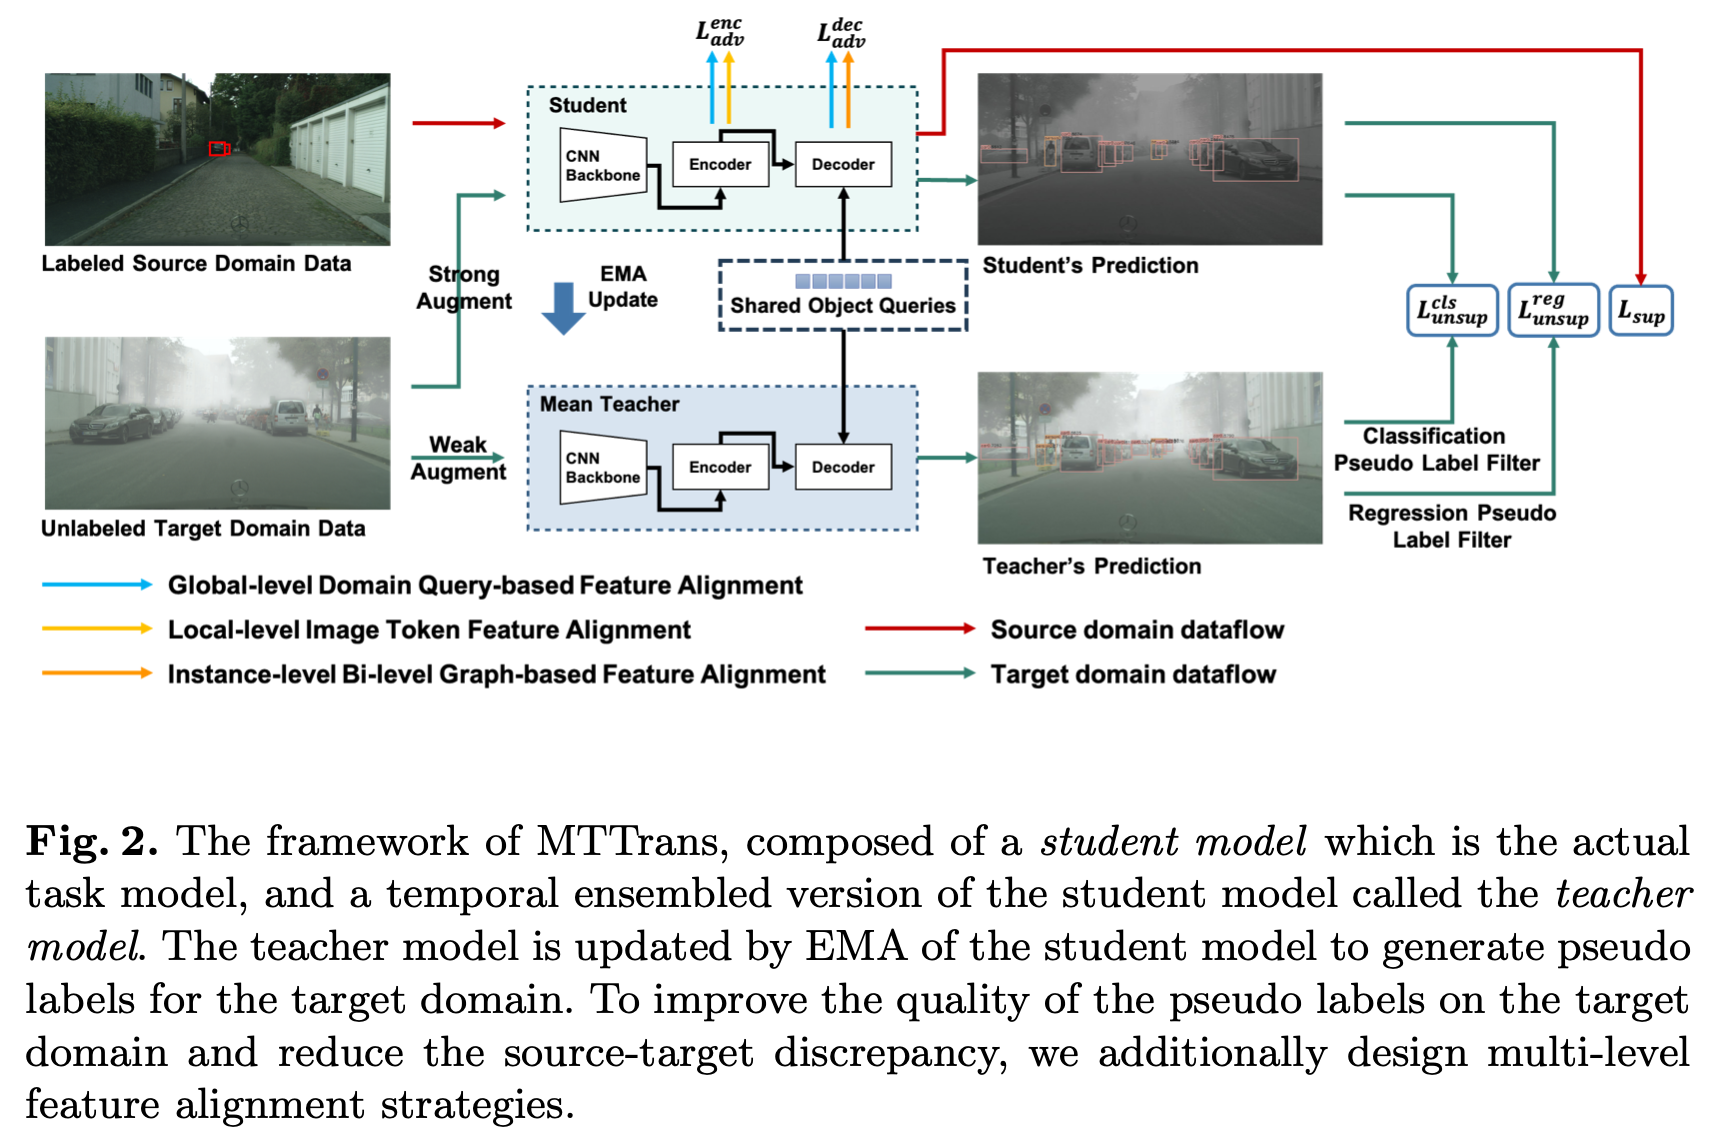 L_{adv}^{enc}
L_{adv}^{dec}
Student
CNN
Backbone
Encoder
Decoder
Labeled Source Domain Data
Strong
Augment
EMA
Update
Shared Object Queries
Student's Prediction
L_{unsup}^{cls}
L_{unsup}^{reg}
L_{sup}
Mean Teacher
CNN
Backbone
Encoder
Decoder
Weak
Augment
Classification
Pseudo Label Filter
Regression Pseudo
Label Filter
Unlabeled Target Domain Data
Teacher's Prediction
Global-level Domain Query-based Feature Alignment
Local-level Image Token Feature Alignment
Instance-level Bi-level Graph-based Feature Alignment
Source domain dataflow
Target domain dataflow
Fig. 2. The framework of MTTrans, composed of a student model which is the actual
task model, and a temporal ensembled version of the student model called the teacher
model. The teacher model is updated by EMA of the student model to generate pseudo
labels for the target domain. To improve the quality of the pseudo labels on the target
domain and reduce the source-target discrepancy, we additionally design multi-level
feature alignment strategies.